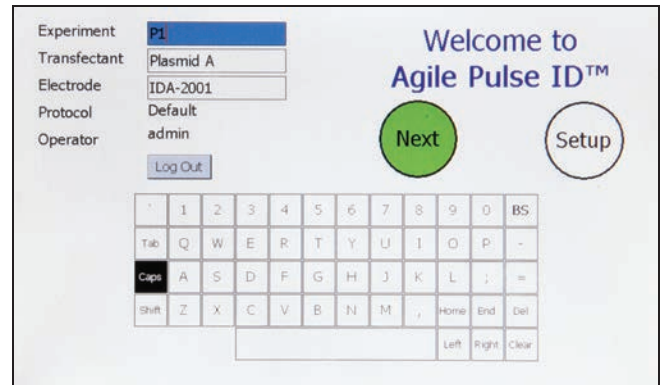 Experiment P1
Transfectant Plasmid A
Electrode IDA-2001
Protocol Default
Operator admin
Log Out
Welcome to
Agile Pulse ID™
Next
Setup
` 1 2 3 4 5 6 7 8 9 0 BS
Tab Q W E R T Y U I O P -
Caps A S D F G H J K L ; =
Shift Z X C V B N M , Home End Del
Left Right Clear